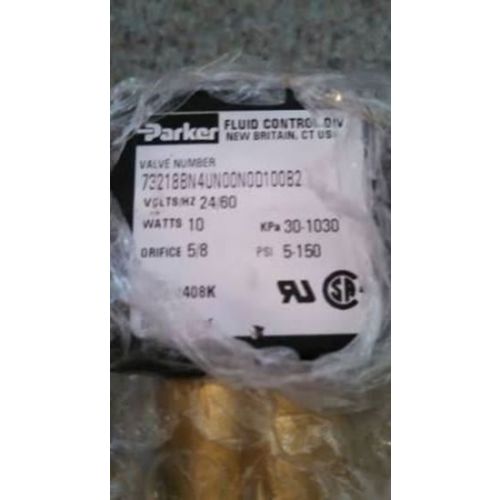 Parker
FLUID CONTROL DIV
NEW BRITAIN, CT USA
VALVE NUMBER
73218BN4UN00N0D100B2
VOLTS/HZ 24/60
WATTS 10
KPa 30-1030
ORIFICE 5/8
PSI 5-150
408K